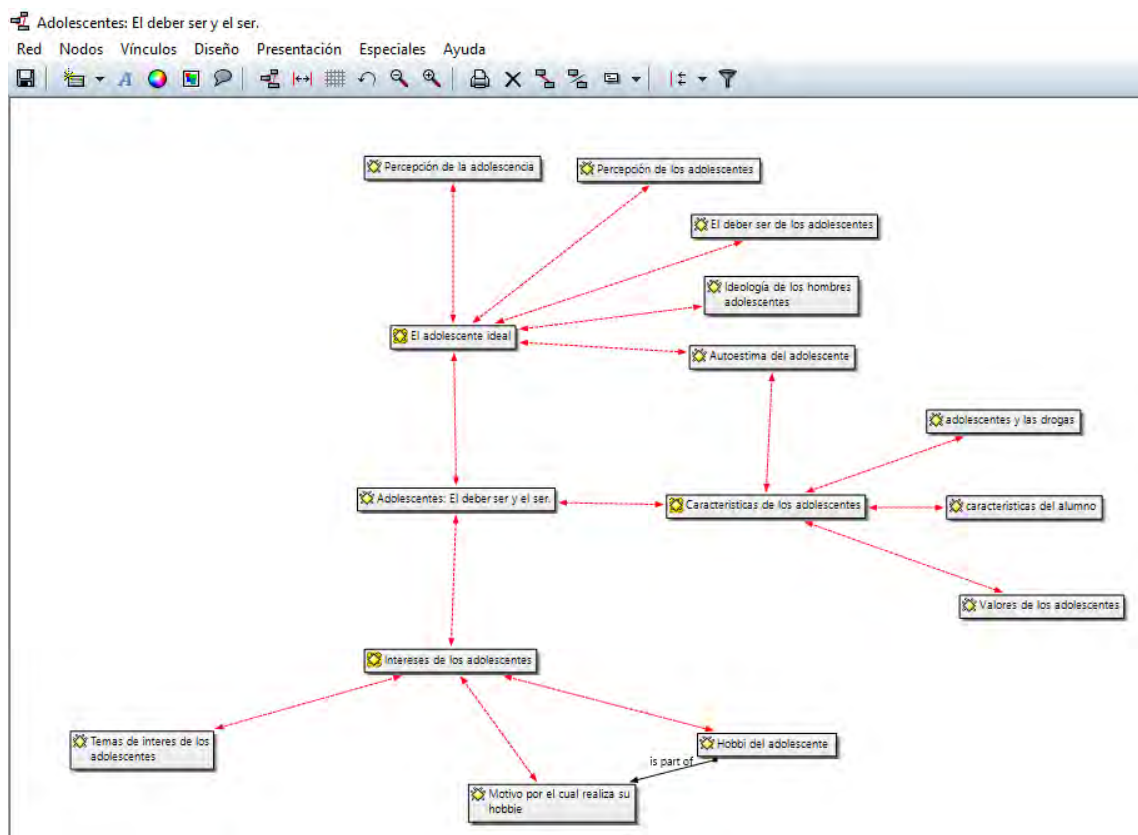 Adolescentes: El deber ser y el ser.
Red Nodos Vínculos Diseño Presentación Especiales Ayuda
Percepción de la adolescencia
Percepción de los adolescentes
El deber ser de los adolescentes
Ideología de los hombres
adolescentes
El adolescente ideal
Autoestima del adolescente
adolescentes y las drogas
Adolescentes: El deber ser y el ser.
Caracteristicas de los adolescentes
caracteristicas del alumno
Valores de los adolescentes
Intereses de los adolescentes
Temas de interes de los
adolescentes
Hobbi del adolescente
is part of
Motivo por el cual realiza su
hobbie